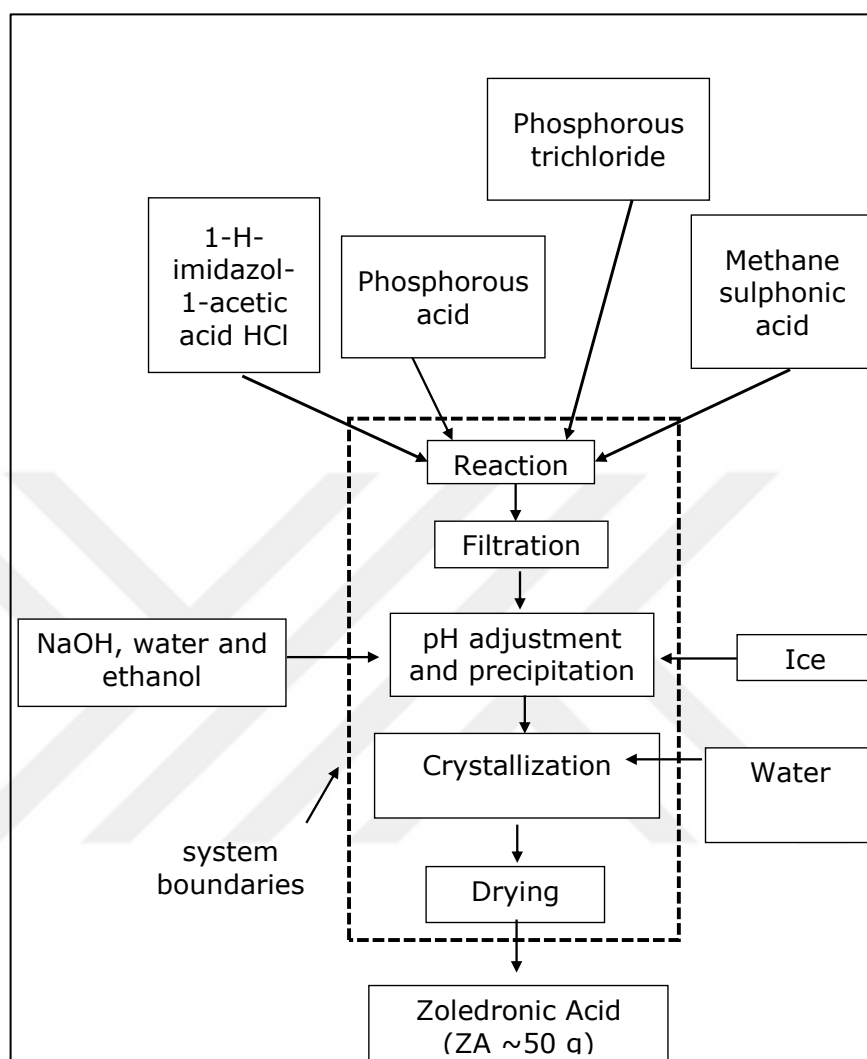 Phosphorous
trichloride
1-H-
imidazol-
1-acetic
acid HCl
Phosphorous
acid
Methane
sulphonic
acid
Reaction
Filtration
NaOH, water and
ethanol
pH adjustment
and precipitation
Ice
Crystallization
Water
system
boundaries
Drying
Zoledronic Acid
(ZA ~50 g)